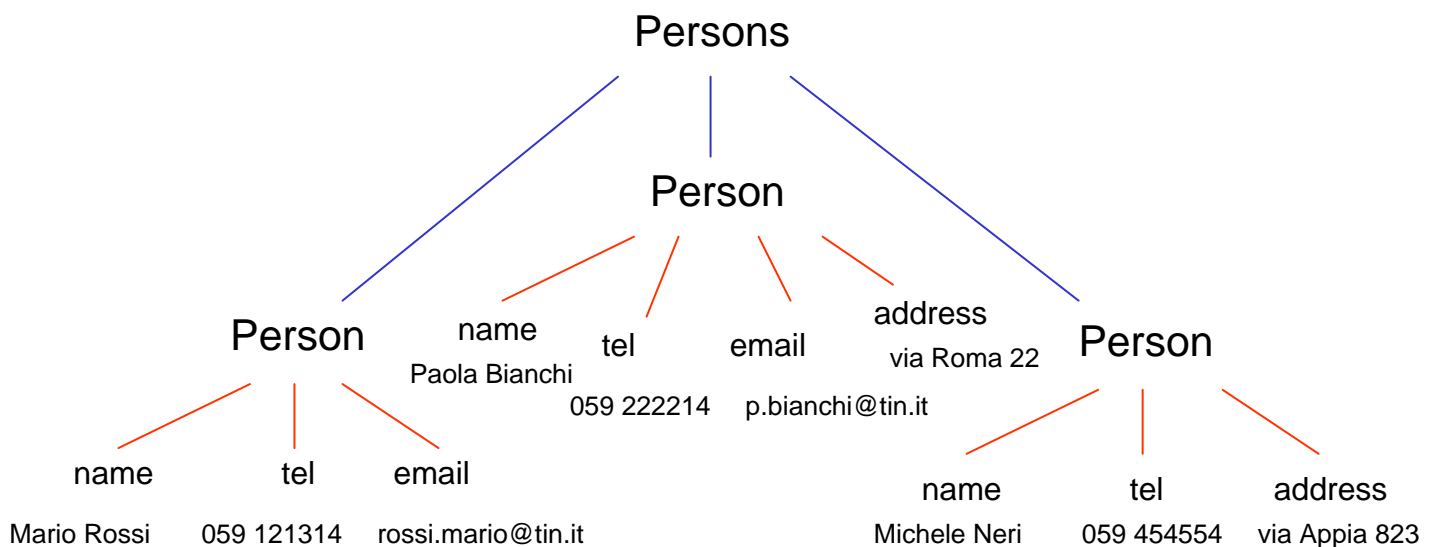 Persons
Person
Person
name
Paola Bianchi
tel
059 222214
email
p.bianchi@tin.it
address
via Roma 22
Person
name
tel
email
Mario Rossi
059 121314
rossi.mario@tin.it
name
tel
address
Michele Neri
059 454554
via Appia 823